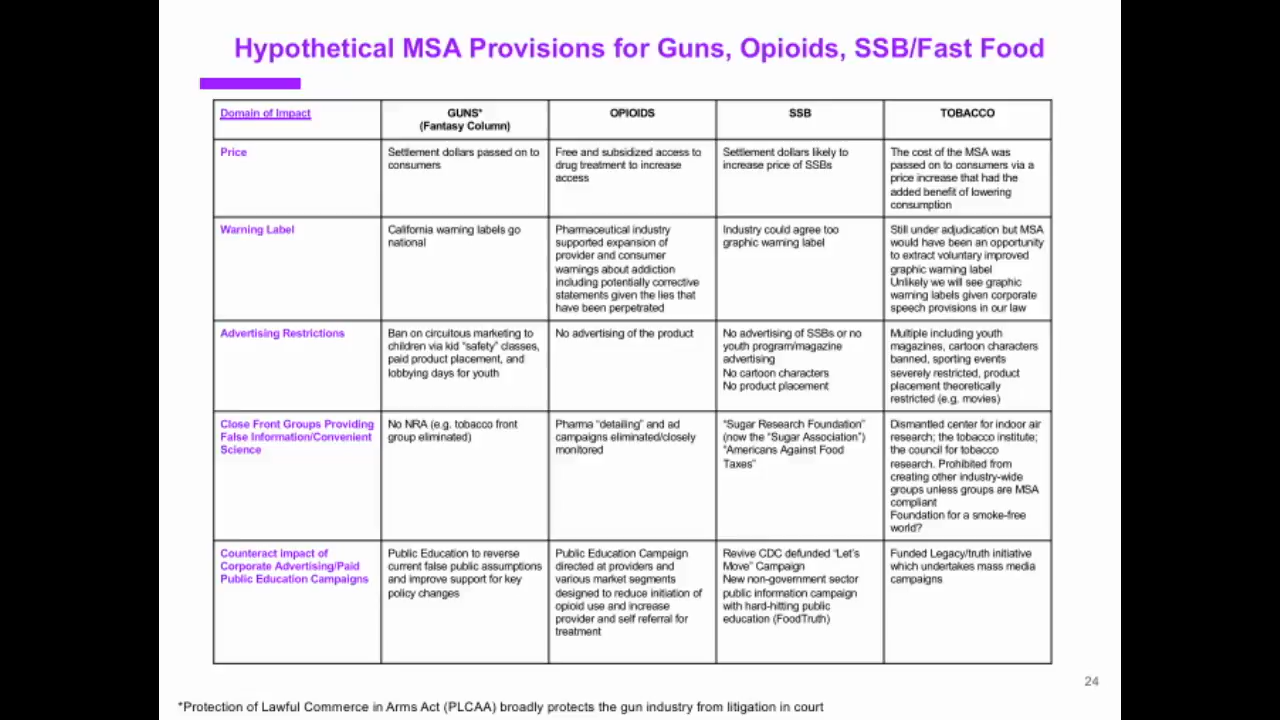 Hypothetical MSA Provisions for Guns, Opioids, SSB/Fast Food
Domain of Impact
GUNS*
(Fantasy Column)
OPIOIDS
SSB
TOBACCO
Price
Settlement dollars passed on to
consumers
Free and subsidized access to
drug treatment to increase
access
Settlement dollars likely to
increase price of SSBs
The cost of the MSA was
passed on to consumers via a
price increase that had the
added benefit of lowering
consumption
Warning Label
California warning labels go
national
Pharmaceutical industry
supported expansion of
provider and consumer
warnings about addiction
including potentially corrective
statements given the lies that
have been perpetrated
Industry could agree too
graphic warning label
Still under adjudication but MSA
would have been an opportunity
to extract voluntary improved
graphic warning label
Unlikely we will see graphic
warning labels given corporate
speech provisions in our law
Advertising Restrictions
Ban on circuitous marketing to
children via kid “safety” classes,
paid product placement, and
lobbying days for youth
No advertising of the product
No advertising of SSBs or no
youth program/magazine
advertising
No cartoon characters
No product placement
Multiple including youth
magazines, cartoon characters
banned, sporting events
severely restricted, product
placement theoretically
restricted (e.g. movies)
Close Front Groups Providing
False Information/Convenient
Science
No NRA (e.g. tobacco front
group eliminated)
Pharma “detailing” and ad
campaigns eliminated/closely
monitored
“Sugar Research Foundation”
(now the “Sugar Association”)
“Americans Against Food
Taxes”
Dismantled center for indoor air
research; the tobacco institute;
the council for tobacco
research. Prohibited from
creating other industry-wide
groups unless groups are MSA
compliant
Foundation for a smoke-free
world?
Counteract impact of
Corporate Advertising/Paid
Public Education Campaigns
Public Education to reverse
current false public assumptions
and improve support for key
policy changes
Public Education Campaign
directed at providers and
various market segments
designed to reduce initiation of
opioid use and increase
provider and self referral for
treatment
Revive CDC defunded “Let’s
Move” Campaign
New non-government sector
public information campaign
with hard-hitting public
education (FoodTruth)
Funded Legacy/truth initiative
which undertakes mass media
campaigns
24
*Protection of Lawful Commerce in Arms Act (PLCAA) broadly protects the gun industry from litigation in court